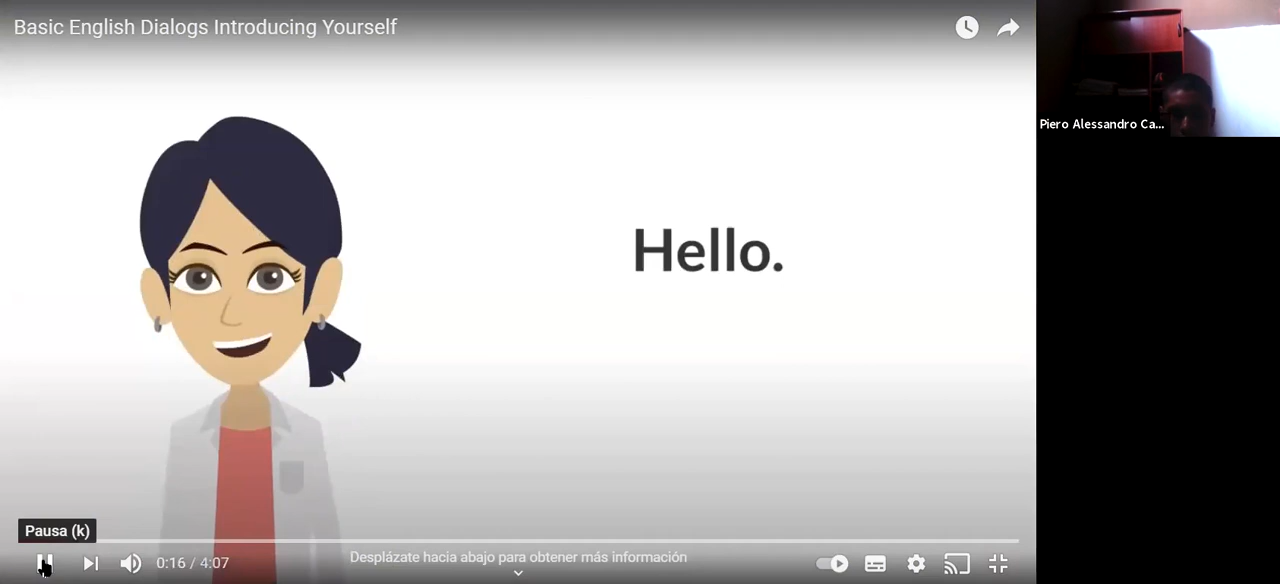 Basic English Dialogs Introducing Yourself
Piero Alessandro Ca...
Hello.
Pausa (k)
0:16 / 4:07
Desplázate hacia abajo para obtener más información